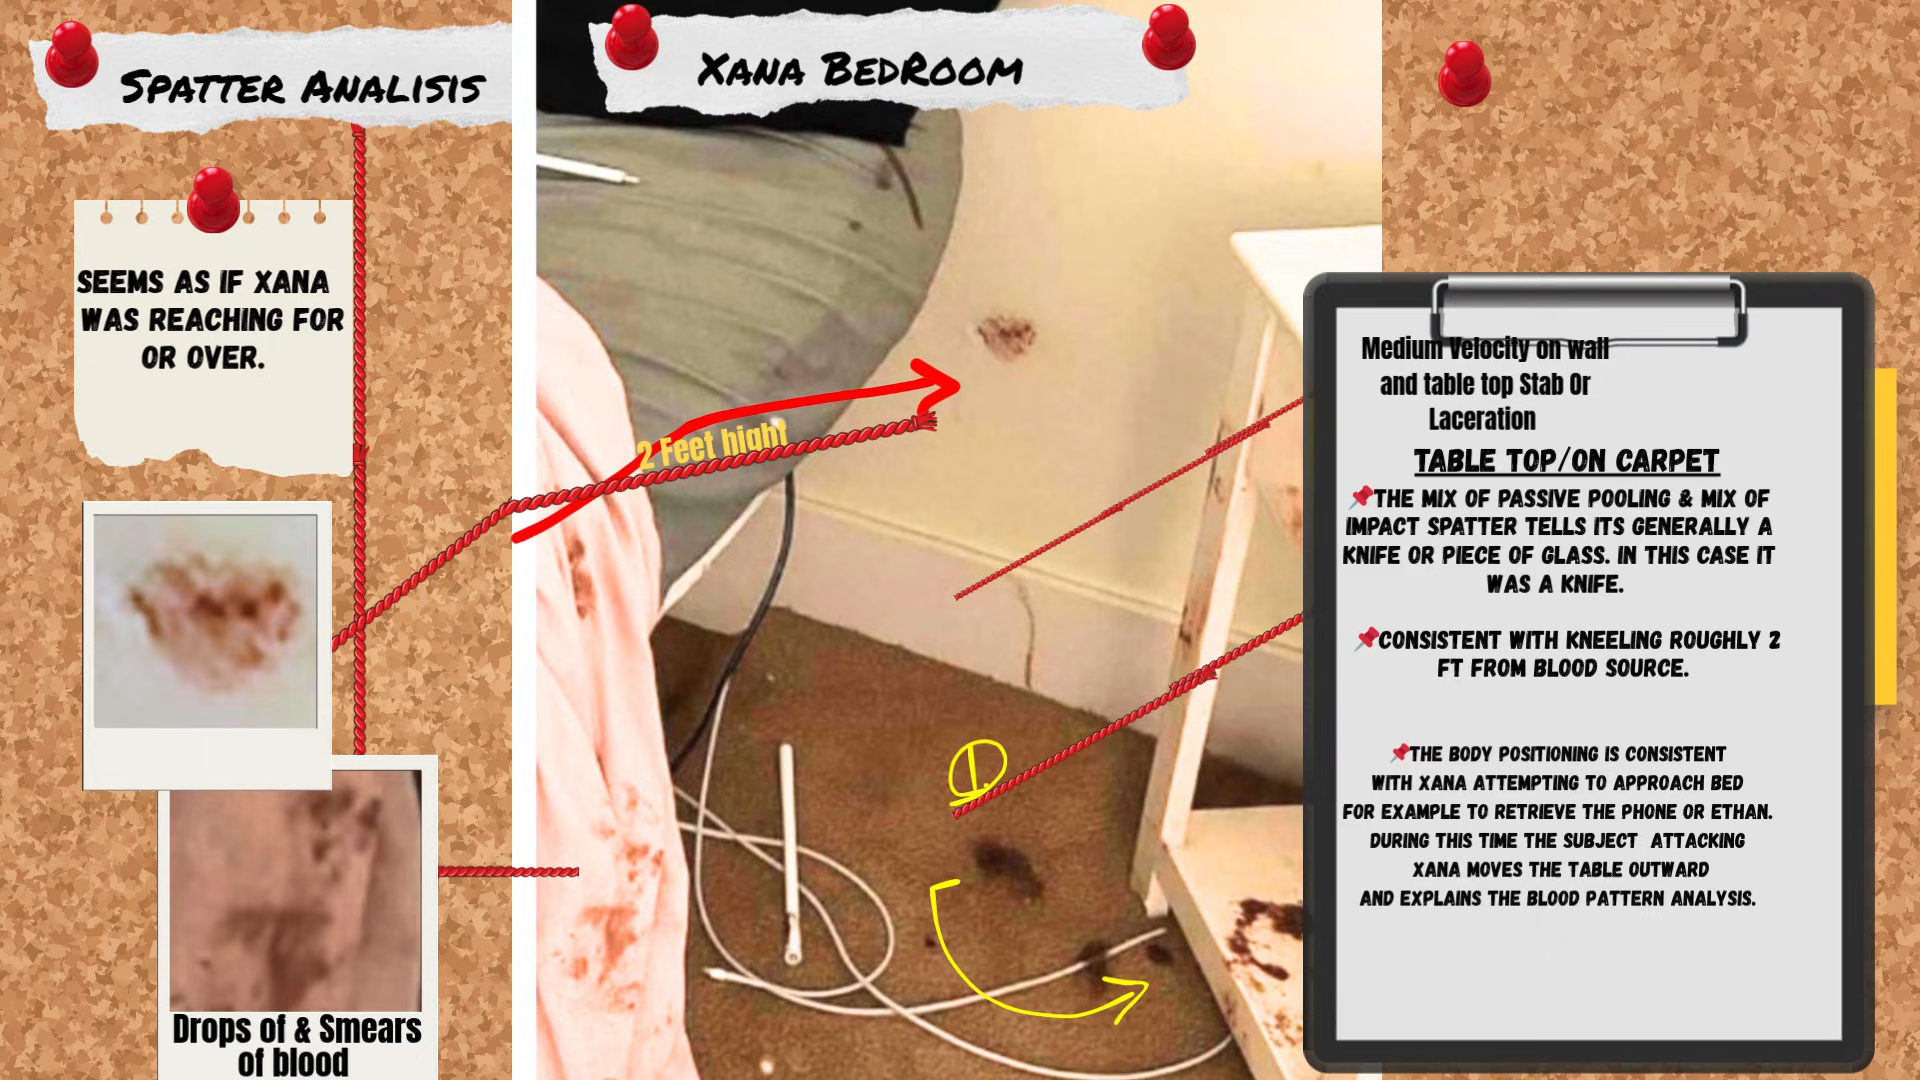 Spatter Analisis
Xana Bedroom
SEEMS AS IF XANA
WAS REACHING FOR
OR OVER.
2 Feet hight
Drops of & Smears
of blood
1.
Medium Velocity on wall
and table top Stab Or
Laceration
TABLE TOP/ON CARPET
THE MIX OF PASSIVE POOLING & MIX OF
IMPACT SPATTER TELLS ITS GENERALLY A
KNIFE OR PIECE OF GLASS. IN THIS CASE IT
WAS A KNIFE.
CONSISTENT WITH KNEELING ROUGHLY 2
FT FROM BLOOD SOURCE.
THE BODY POSITIONING IS CONSISTENT
WITH XANA ATTEMPTING TO APPROACH BED
FOR EXAMPLE TO RETRIEVE THE PHONE OR ETHAN.
DURING THIS TIME THE SUBJECT ATTACKING
XANA MOVES THE TABLE OUTWARD
AND EXPLAINS THE BLOOD PATTERN ANALYSIS.